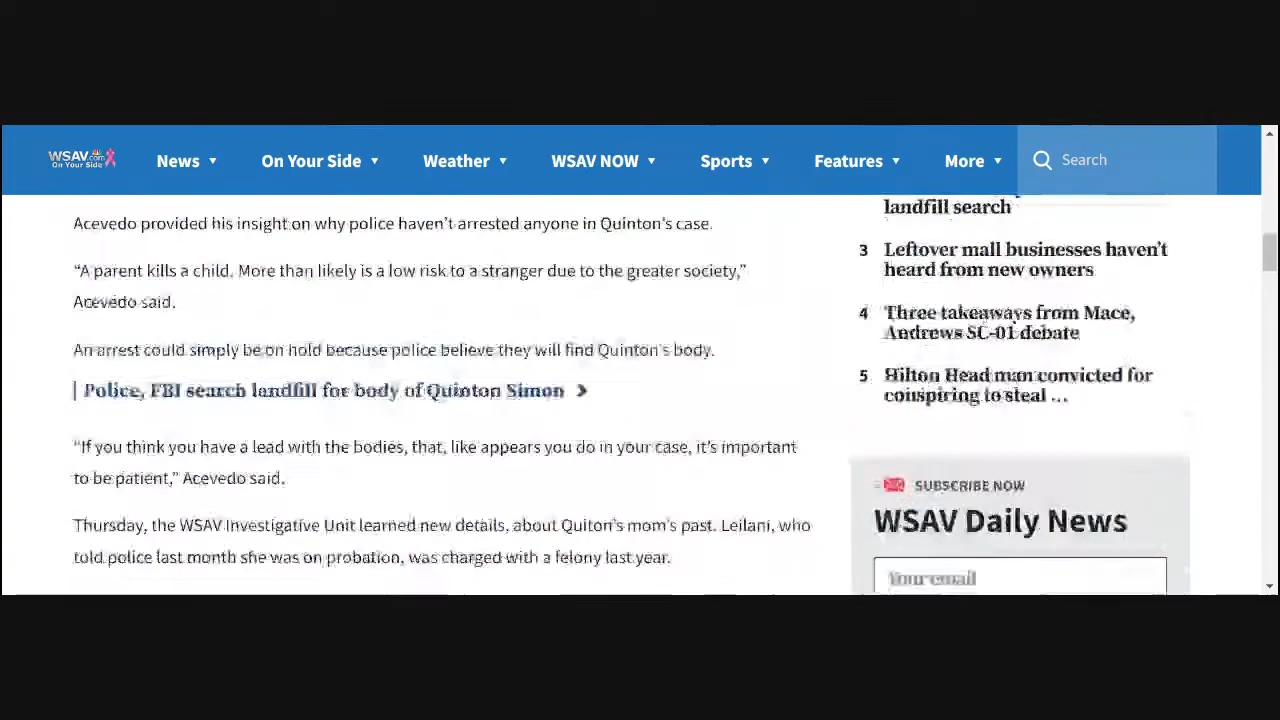 WSAV.com
On Your Side
News
On Your Side
Weather
WSAV NOW
Sports
Features
More
Search
Acevedo provided his insight on why police haven't arrested anyone in Quinton's case.
“A parent kills a child. More than likely is a low risk to a stranger due to the greater society,”
Acevedo said.
An arrest could simply be on hold because police believe they will find Quinton's body.
Police, FBI search landfill for body of Quinton Simon
“If you think you have a lead with the bodies, that, like appears you do in your case, it's important
to be patient,” Acevedo said.
Thursday, the WSAV Investigative Unit learned new details, about Quiton's mom's past. Leilani, who
told police last month she was on probation, was charged with a felony last year.
landfill search
3 Leftover mall businesses haven't
heard from new owners
4 Three takeaways from Mace,
Andrews SC-01 debate
5 Hilton Head man convicted for
conspiring to steal ...
SUBSCRIBE NOW
WSAV Daily News
Your email